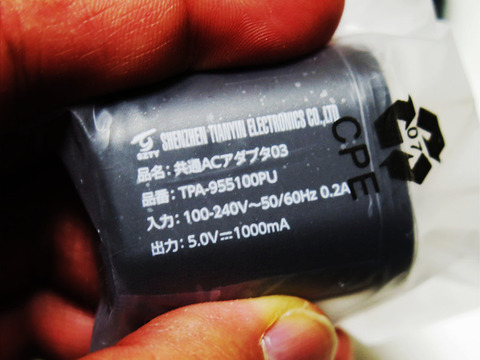 SHENZHEN TIANYIN ELECTRONICS CO.,LTD
SZTY
品名：共通ACアダプタ03
品番：TPA-955100PU
入力：100-240V～50/60Hz 0.2A
出力：5.0V⎓1000mA
CPE
07